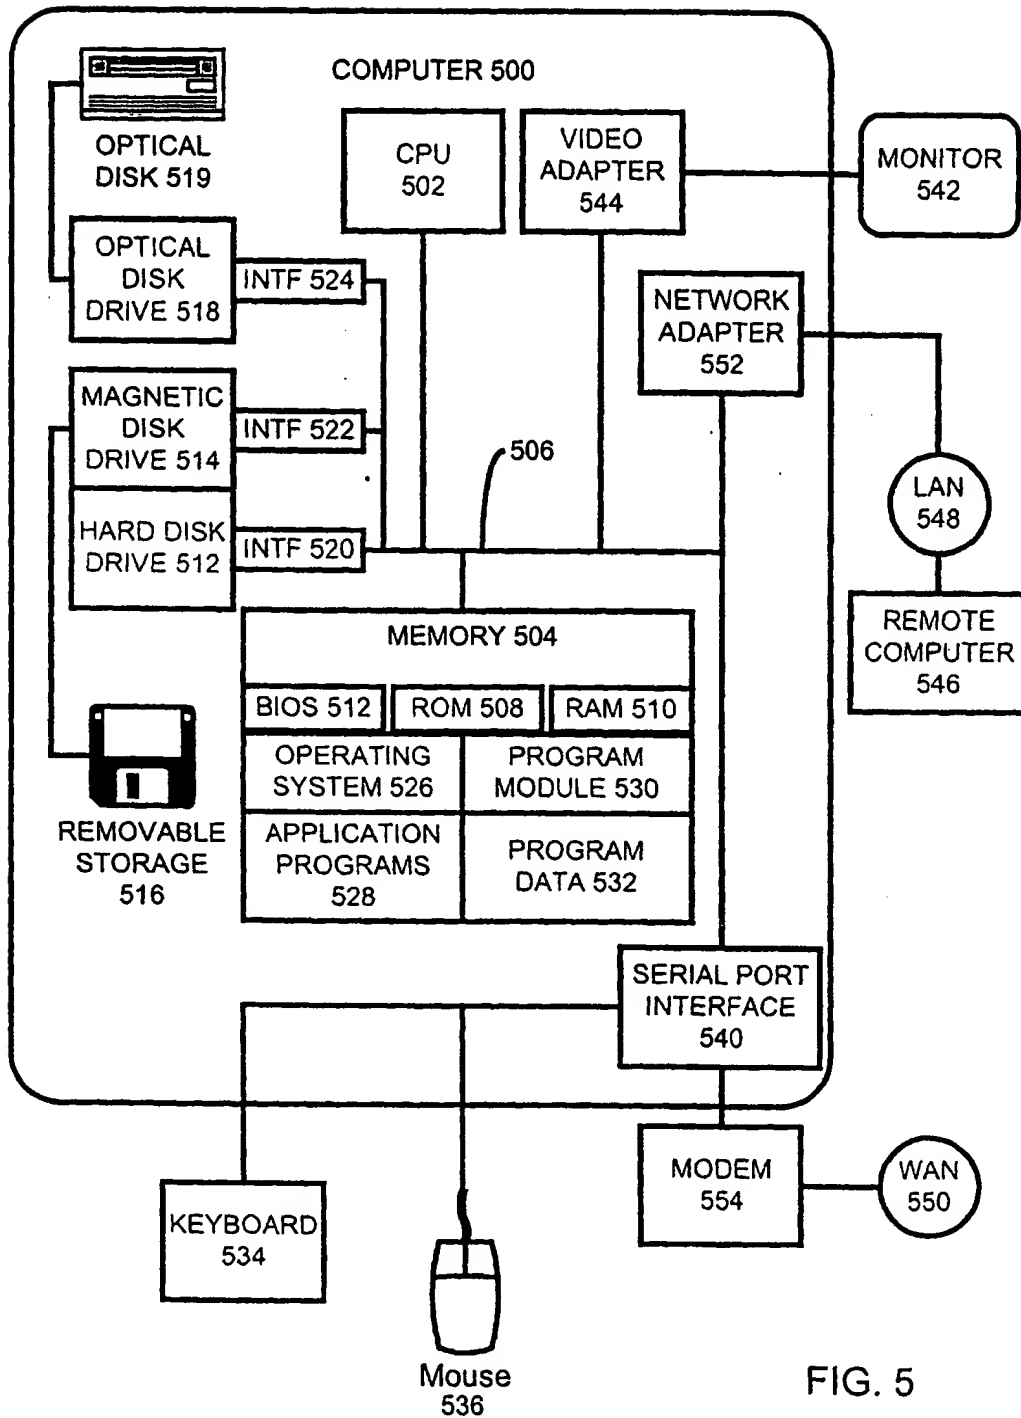 COMPUTER 500
OPTICAL
DISK 519
CPU
502
VIDEO
ADAPTER
544
MONITOR
542
OPTICAL
DISK
DRIVE 518
INTF 524
NETWORK
ADAPTER
552
MAGNETIC
DISK
DRIVE 514
INTF 522
506
LAN
548
HARD DISK
DRIVE 512
INTF 520
REMOTE
COMPUTER
546
MEMORY 504
BIOS 512
ROM 508
RAM 510
OPERATING
SYSTEM 526
PROGRAM
MODULE 530
REMOVABLE
STORAGE
516
APPLICATION
PROGRAMS
528
PROGRAM
DATA 532
SERIAL PORT
INTERFACE
540
MODEM
554
WAN
550
KEYBOARD
534
Mouse
536
FIG. 5